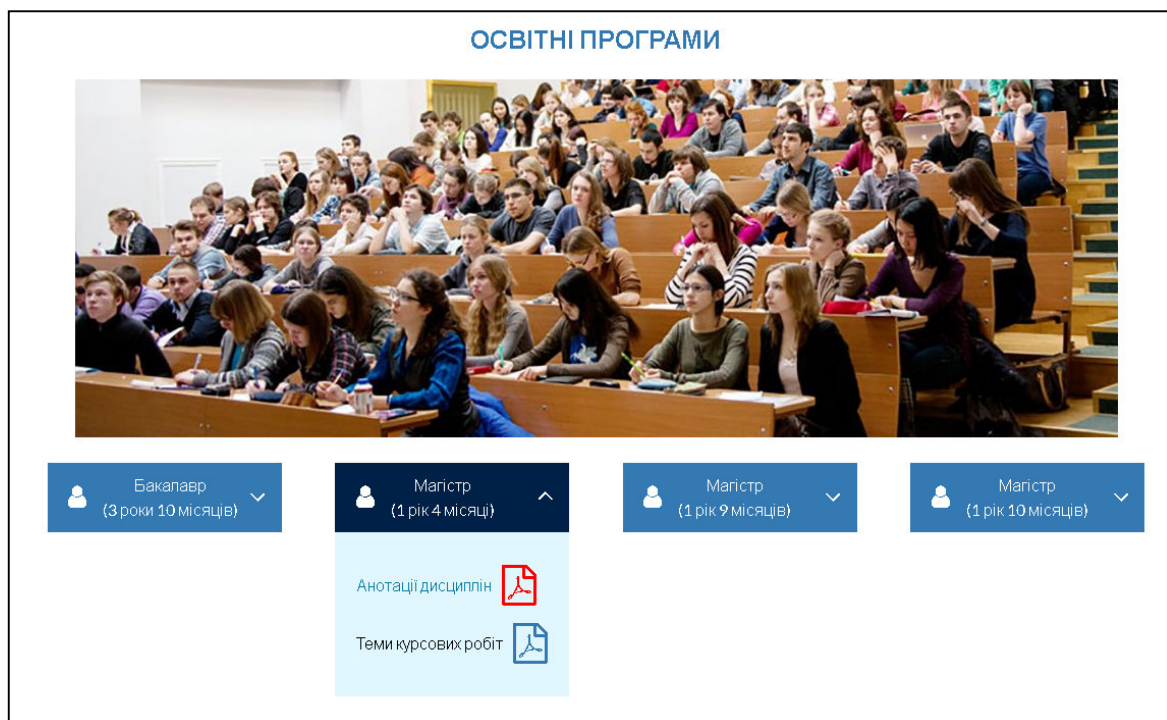 ОСВІТНІ ПРОГРАМИ
Бакалавр
(3 роки 10 місяців)
Магістр
(1 рік 4 місяці)
Магістр
(1 рік 9 місяців)
Магістр
(1 рік 10 місяців)
Анотації дисциплін
Теми курсових робіт